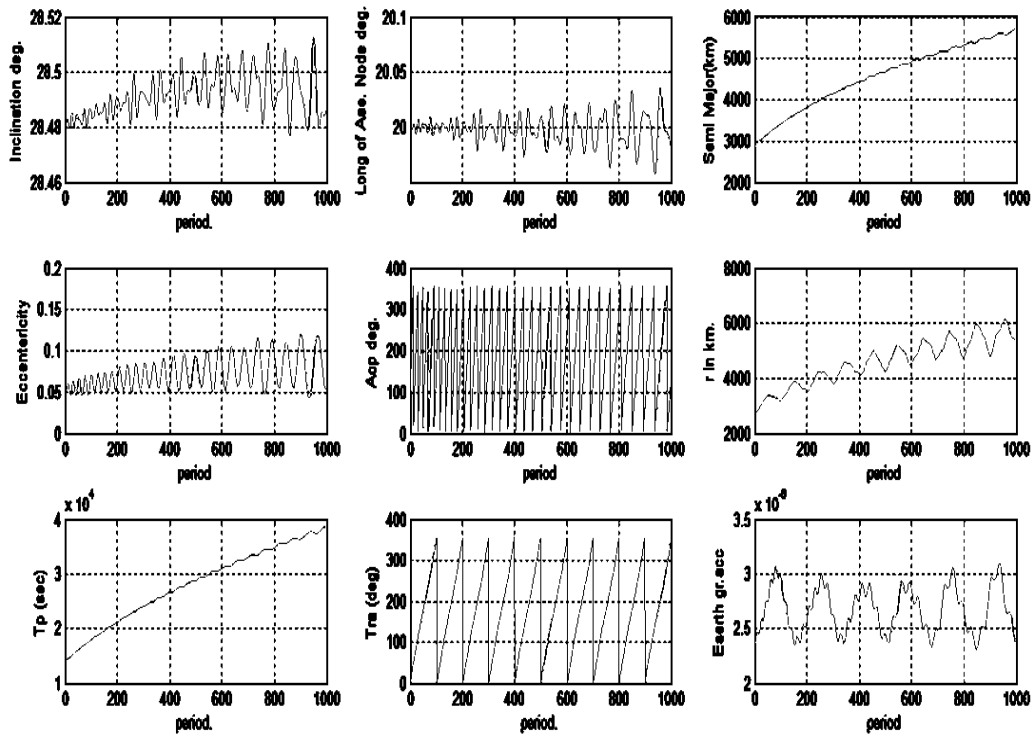 Inclination deg.
28.52
28.5
28.48
28.46
0 200 400 600 800 1000
period.
Long of Ase. Node deg.
20.1
20.05
20
0 200 400 600 800 1000
period.
Semi Major(km)
6000
5000
4000
3000
2000
0 200 400 600 800 1000
period
Eccentericity
0.2
0.15
0.1
0.05
0
0 200 400 600 800 1000
period
Aop deg.
400
300
200
100
0
0 200 400 600 800 1000
period
r in km.
8000
6000
4000
2000
0 200 400 600 800 1000
period
Tp (sec)
x 10^4
4
3
2
1
0 200 400 600 800 1000
period.
Tra (deg)
400
300
200
100
0
0 200 400 600 800 1000
period.
Eaerth gr.acc
x 10
3.5
3
2.5
2
0 200 400 600 800 1000
period